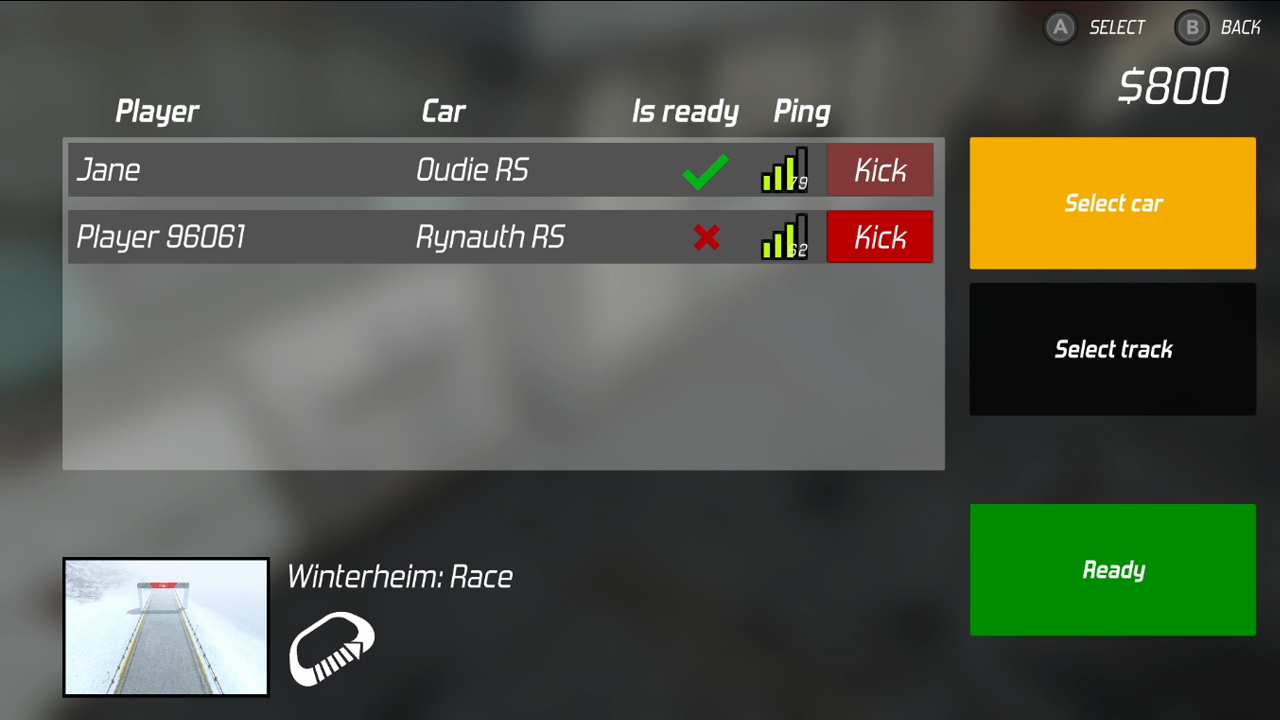 A SELECT B BACK
$800
Player Car Is ready Ping
Jane Oudie RS 79 Kick
Player 96061 Rynauth RS 62 Kick
Select car
Select track
Ready
Winterheim: Race